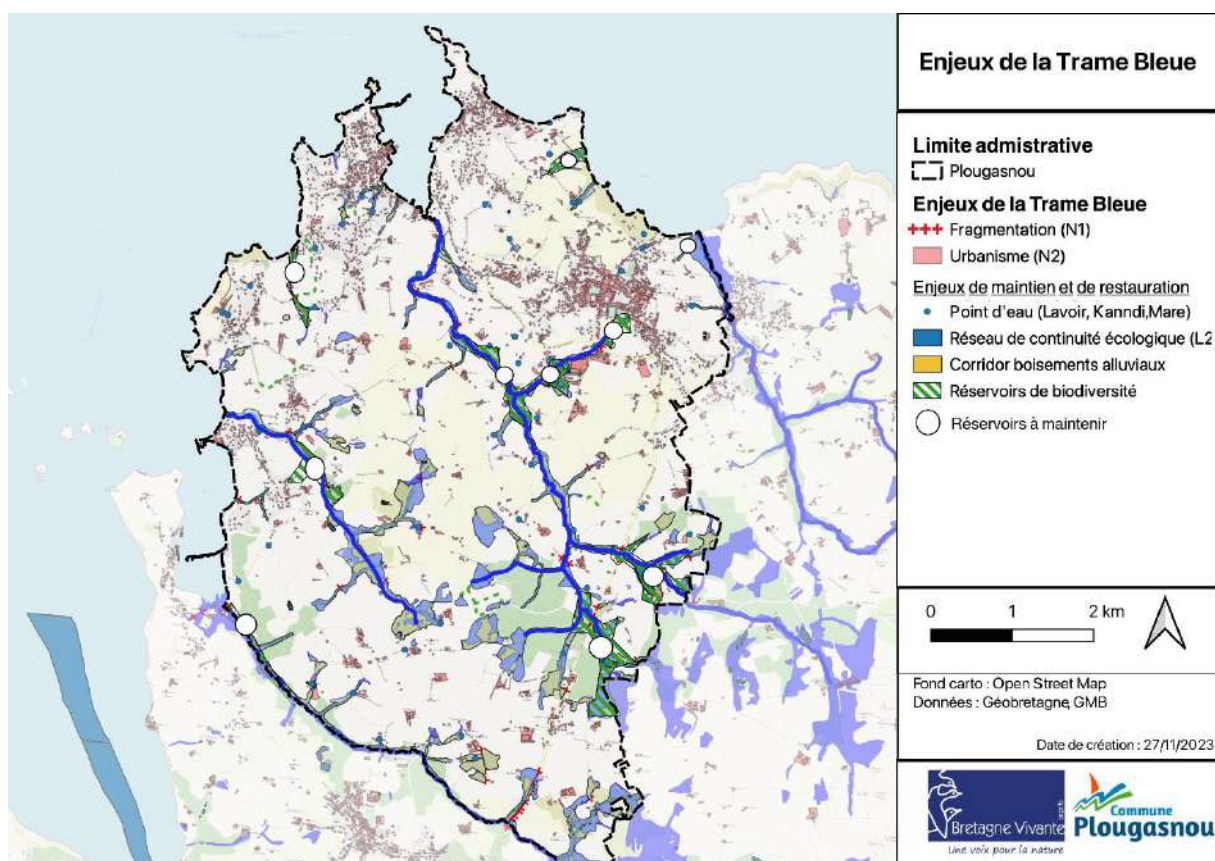 Enjeux de la Trame Bleue
Limite admistrative
Plougasnou
Enjeux de la Trame Bleue
Fragmentation (N1)
Urbanisme (N2)
Enjeux de maintien et de restauration
Point d'eau (Lavoir, Kanndi,Mare)
Réseau de continuité écologique (L2
Corridor boisements alluviaux
Réservoirs de biodiversité
Réservoirs à maintenir
0 1 2 km
Fond carto : Open Street Map
Données : Géobretagne, GMB
Date de création : 27/11/2023
Bretagne Vivante
Une voix pour la nature
Commune
Plougasnou